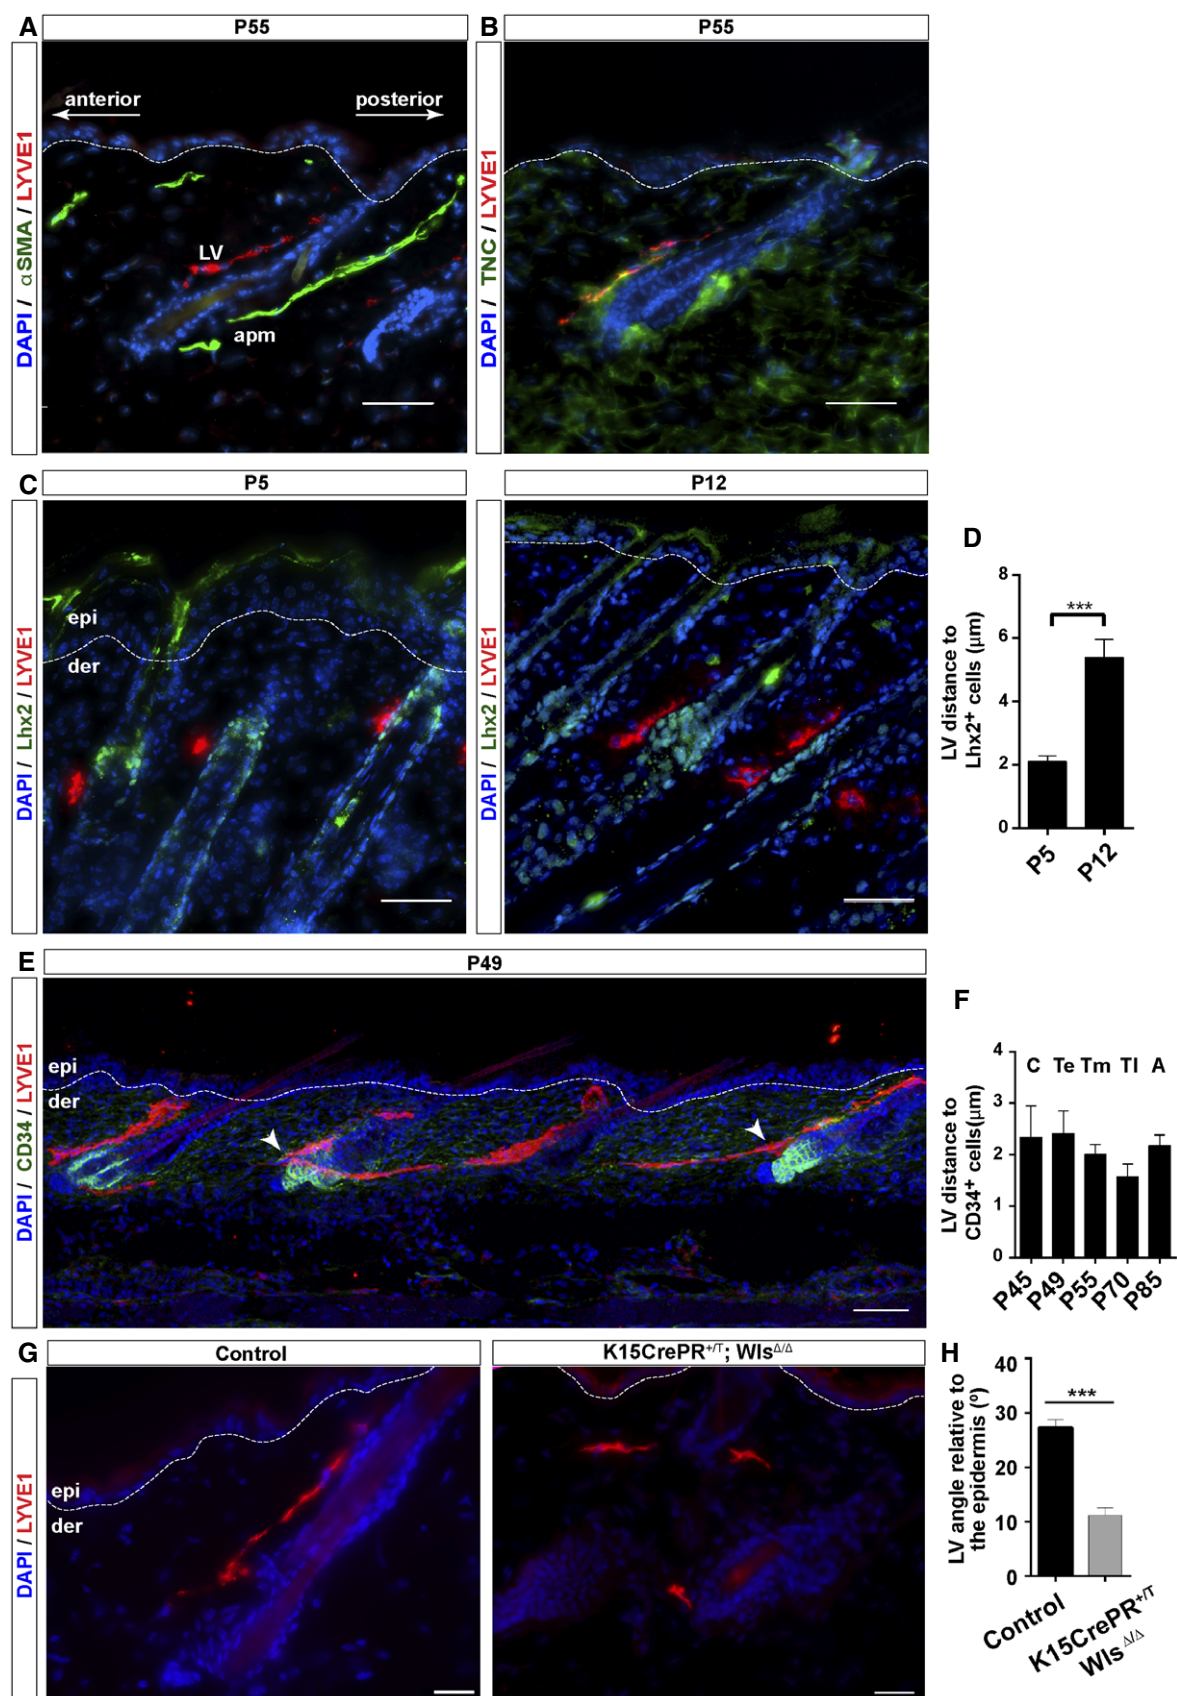 A
P55
DAPI / αSMA / LYVE1
anterior
posterior
LV
apm
B
P55
DAPI / TNC / LYVE1
C
P5
DAPI / Lhx2 / LYVE1
epi
der
P12
DAPI / Lhx2 / LYVE1
D
LV distance to
Lhx2+ cells (μm)
8
6
4
2
0
***
P5
P12
E
P49
DAPI / CD34 / LYVE1
epi
der
F
LV distance to
CD34+ cells(μm)
4
3
2
1
0
C Te Tm Tl A
P45
P49
P55
P70
P85
G
Control
DAPI / LYVE1
epi
der
K15CrePR+/T; WlsΔ/Δ
H
LV angle relative to
the epidermis (º)
40
30
20
10
0
***
Control
K15CrePR+/T
WlsΔ/Δ